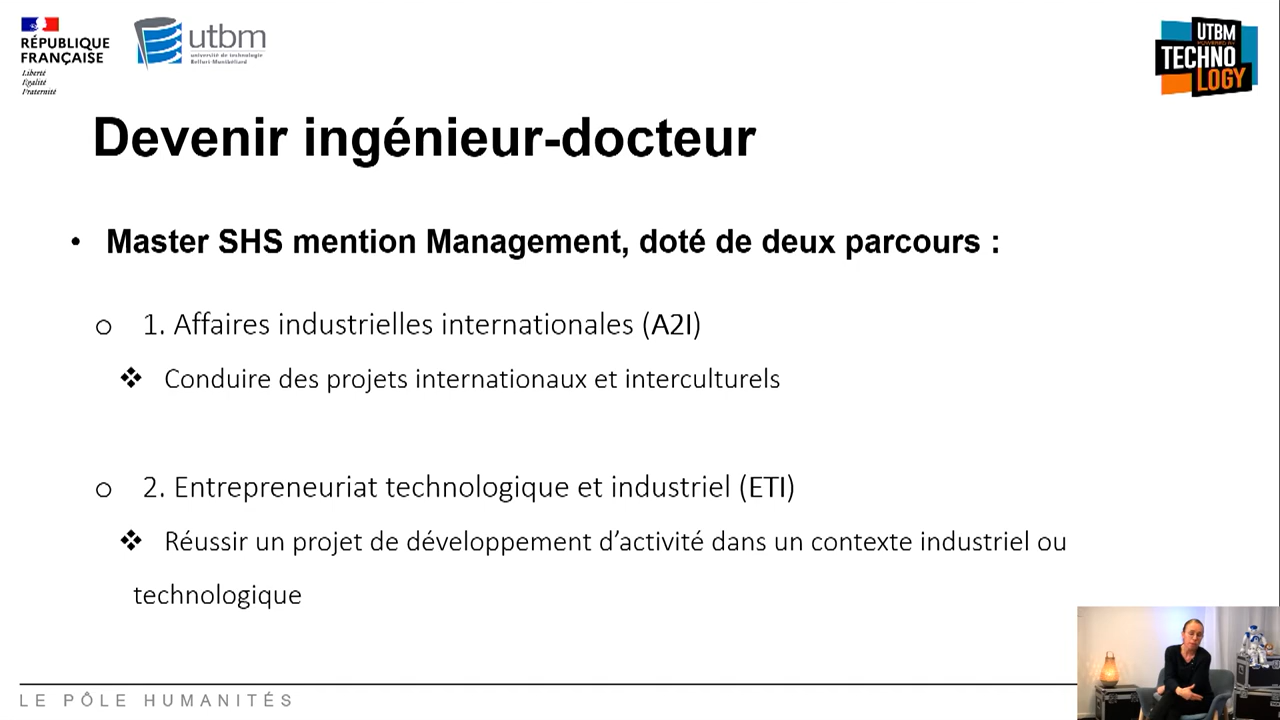 RÉPUBLIQUE
FRANÇAISE
Liberté
Égalité
Fraternité
utbm
université de technologie
Belfort-Montbéliard
UTBM
POWERED BY
TECHNO
LOGY
Devenir ingénieur-docteur
• Master SHS mention Management, doté de deux parcours :
o 1. Affaires industrielles internationales (A2I)
❖ Conduire des projets internationaux et interculturels
o 2. Entrepreneuriat technologique et industriel (ETI)
❖ Réussir un projet de développement d’activité dans un contexte industriel ou
technologique
LE PÔLE HUMANITÉS